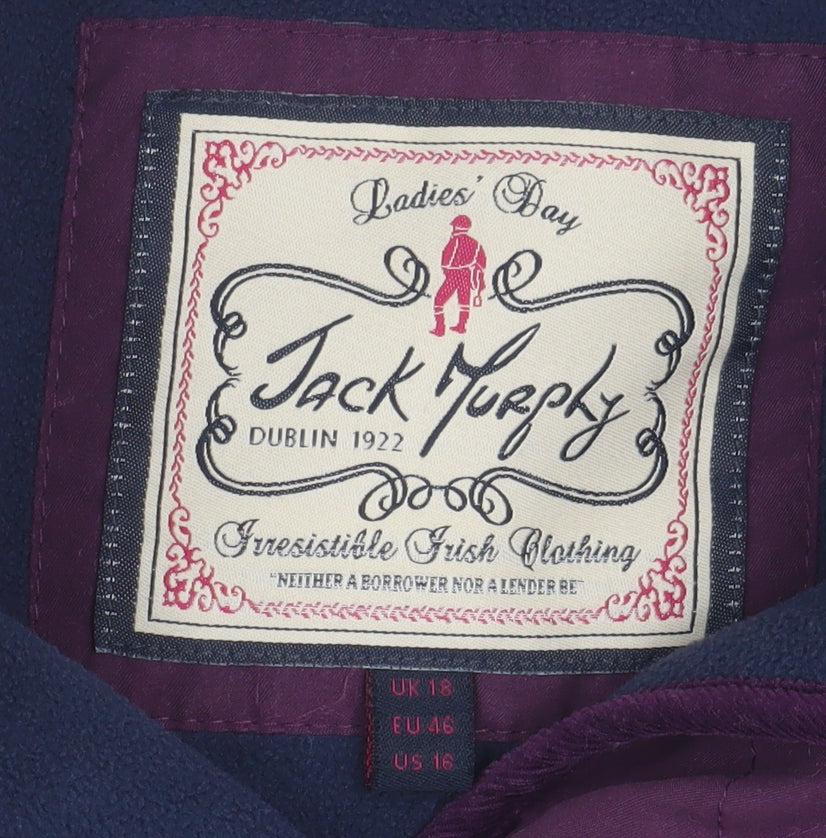 Ladies' Day
Jack Murphy
DUBLIN 1922
Irresistible Irish Clothing
"NEITHER A BORROWER NOR A LENDER BE"
UK 18
EU 46
US 16